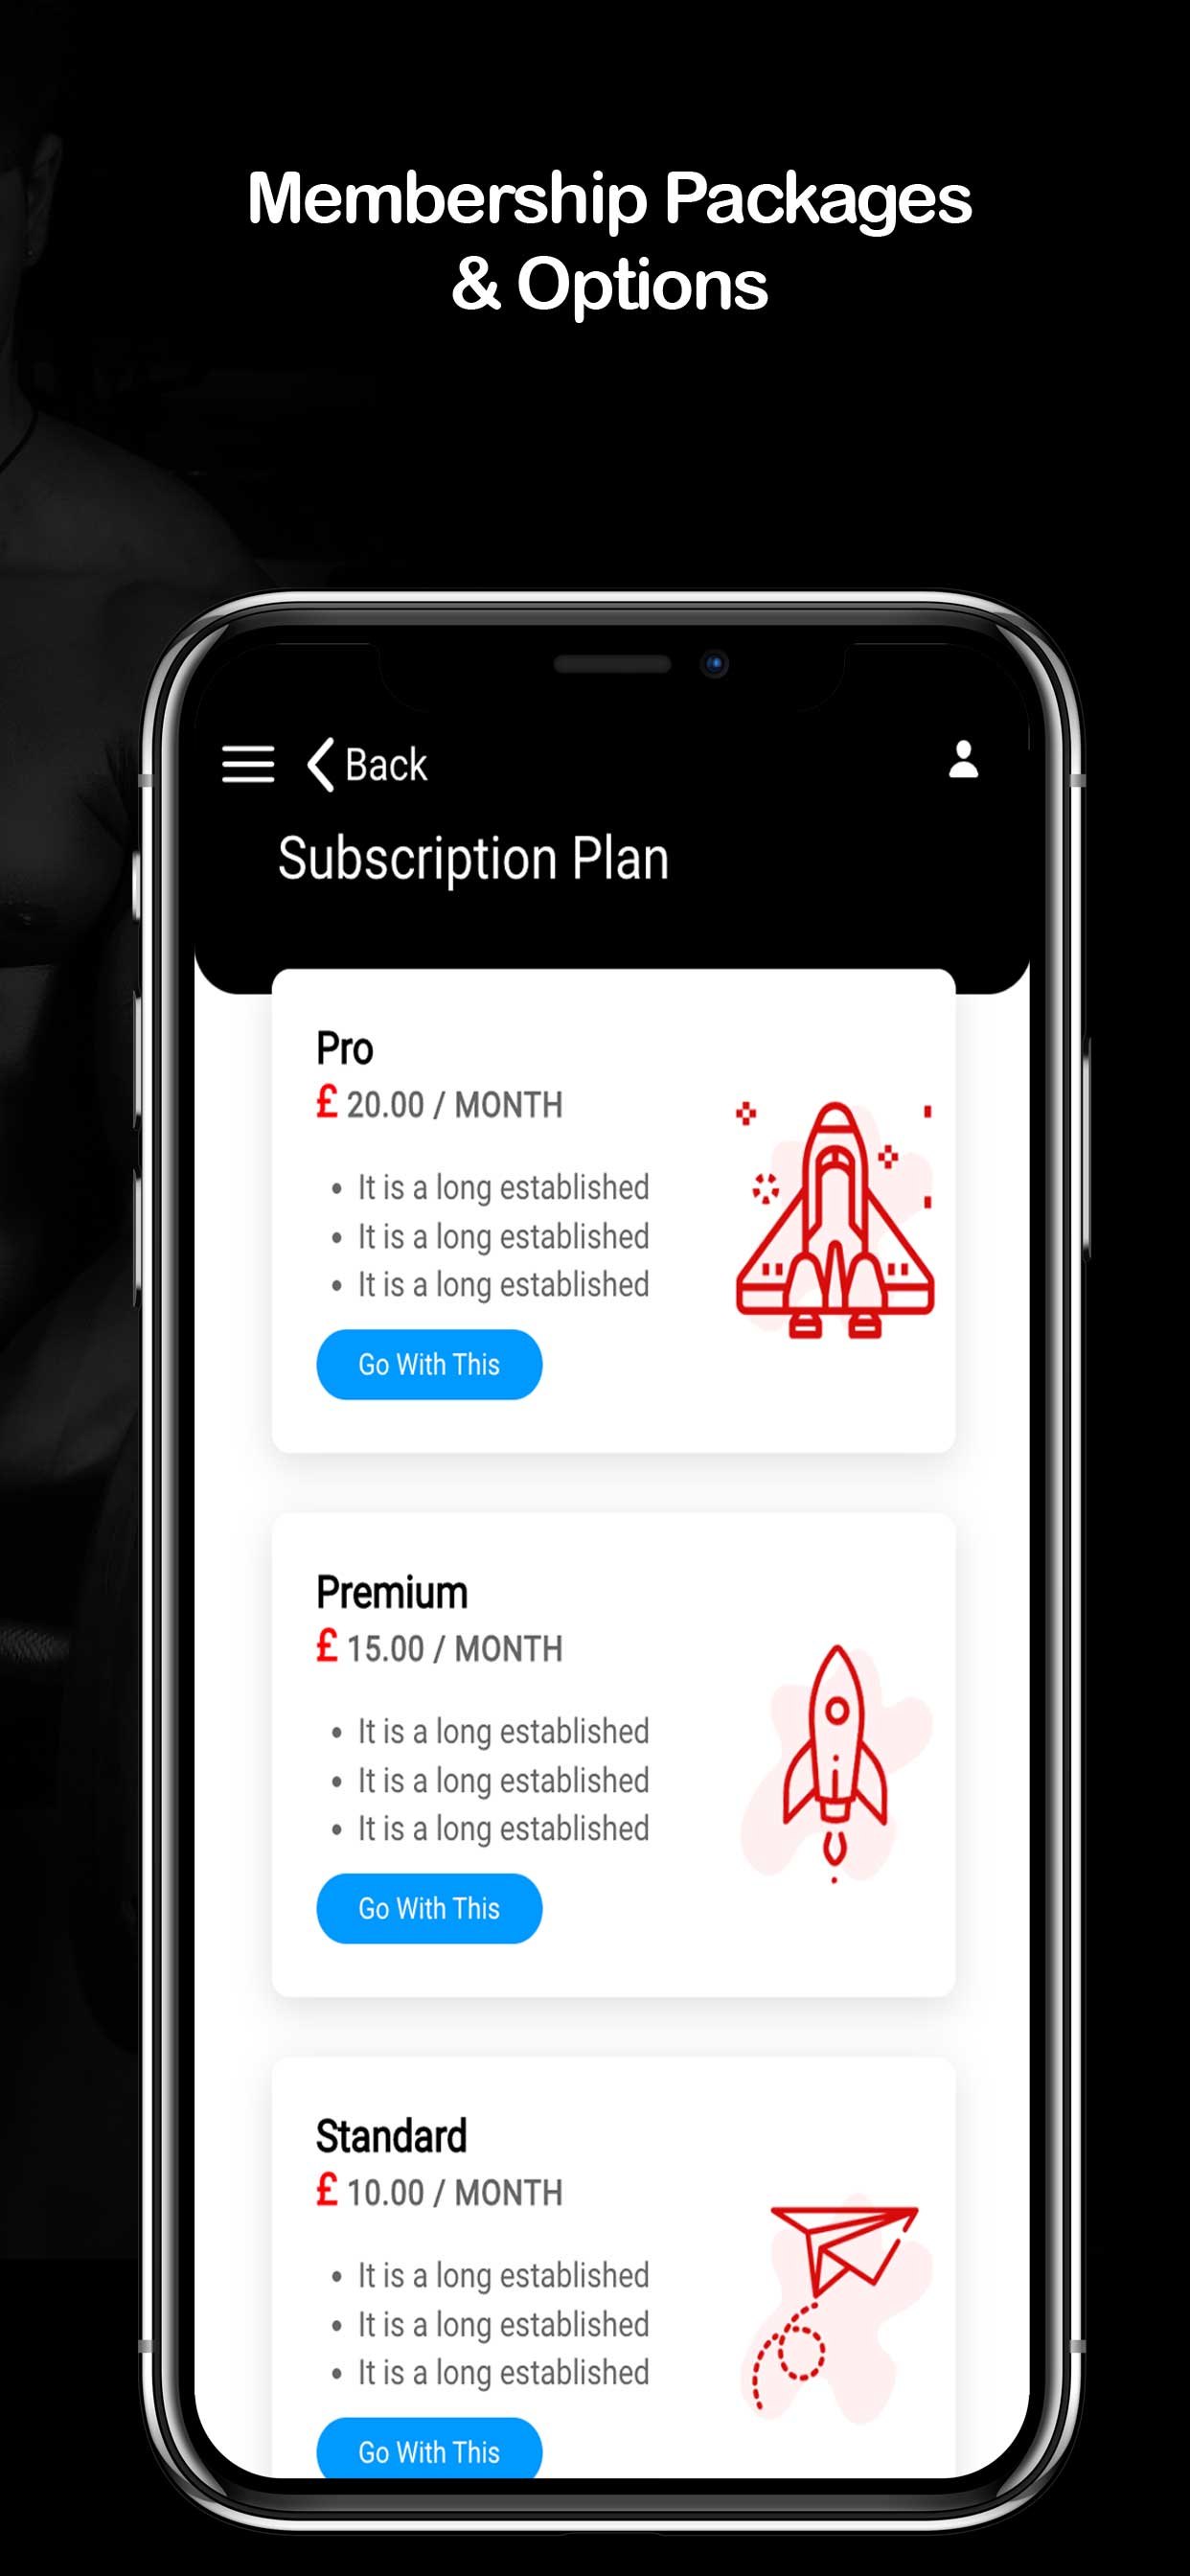 Membership Packages
& Options
Back
Subscription Plan
Pro
£ 20.00 / MONTH
• It is a long established
• It is a long established
• It is a long established
Go With This
Premium
£ 15.00 / MONTH
• It is a long established
• It is a long established
• It is a long established
Go With This
Standard
£ 10.00 / MONTH
• It is a long established
• It is a long established
• It is a long established
Go With This